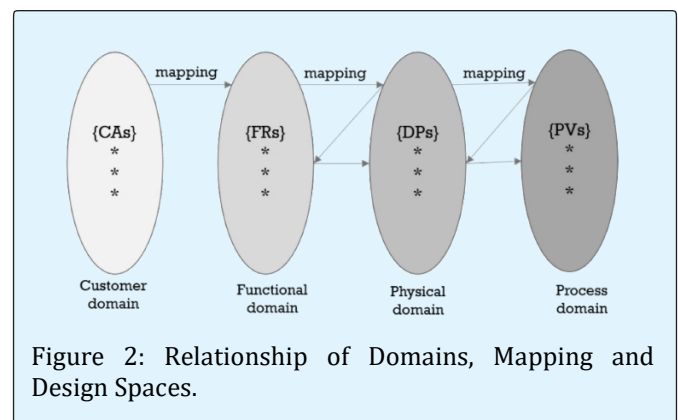 mapping mapping mapping
{CAs} {FRs} {DPs} {PVs}
* * * *
* * * *
* * * *
Customer domain
Functional domain
Physical domain
Process domain
Figure 2: Relationship of Domains, Mapping and
Design Spaces.